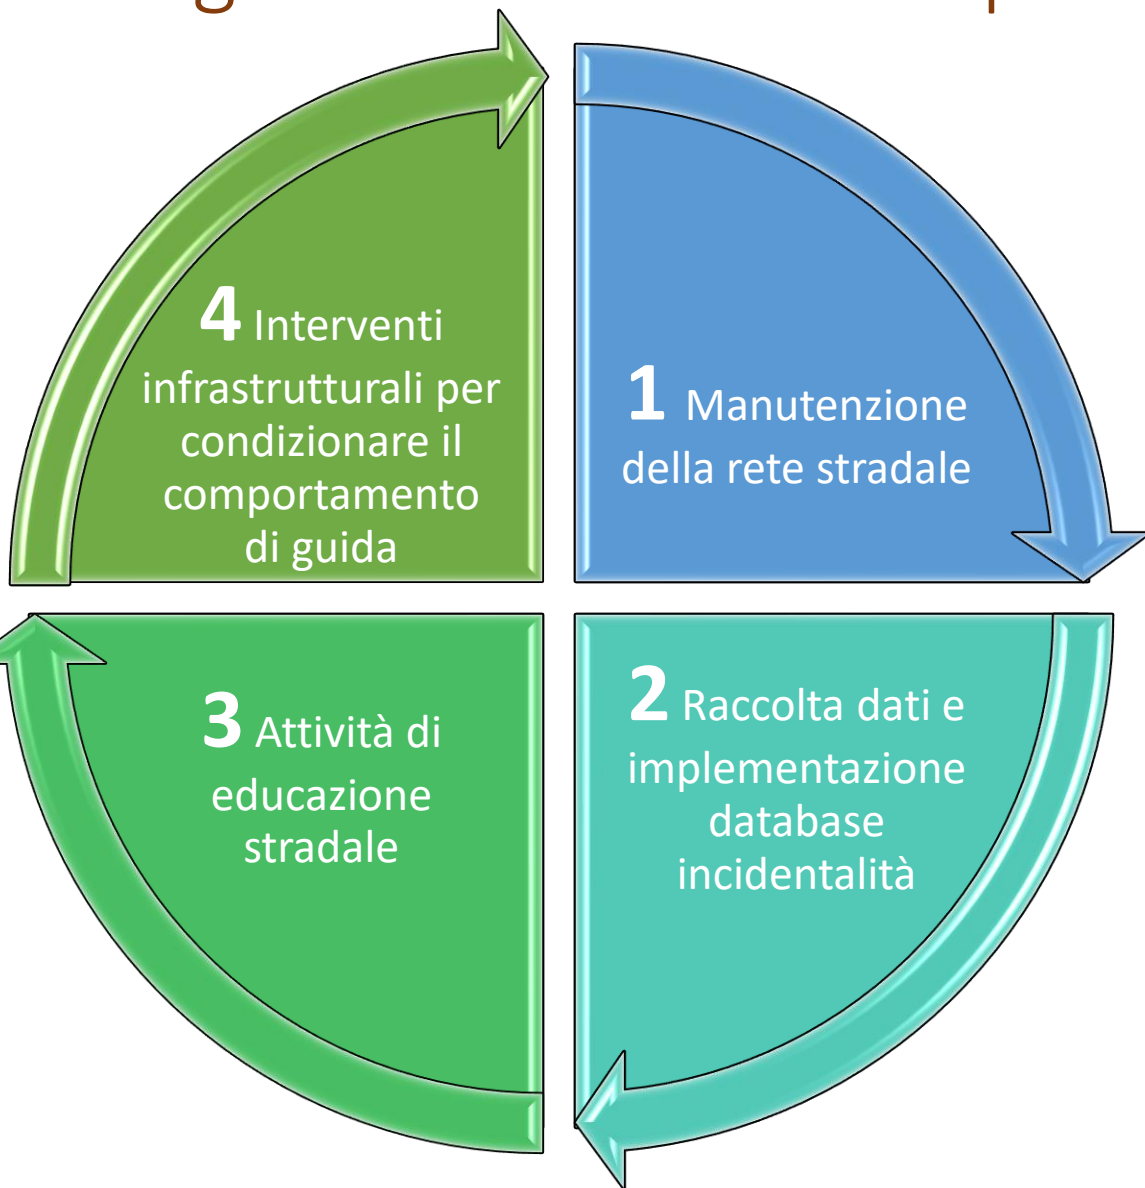 1 Manutenzione
della rete stradale
2 Raccolta dati e
implementazione
database
incidentalità
3 Attività di
educazione
stradale
4 Interventi
infrastrutturali per
condizionare il
comportamento
di guida